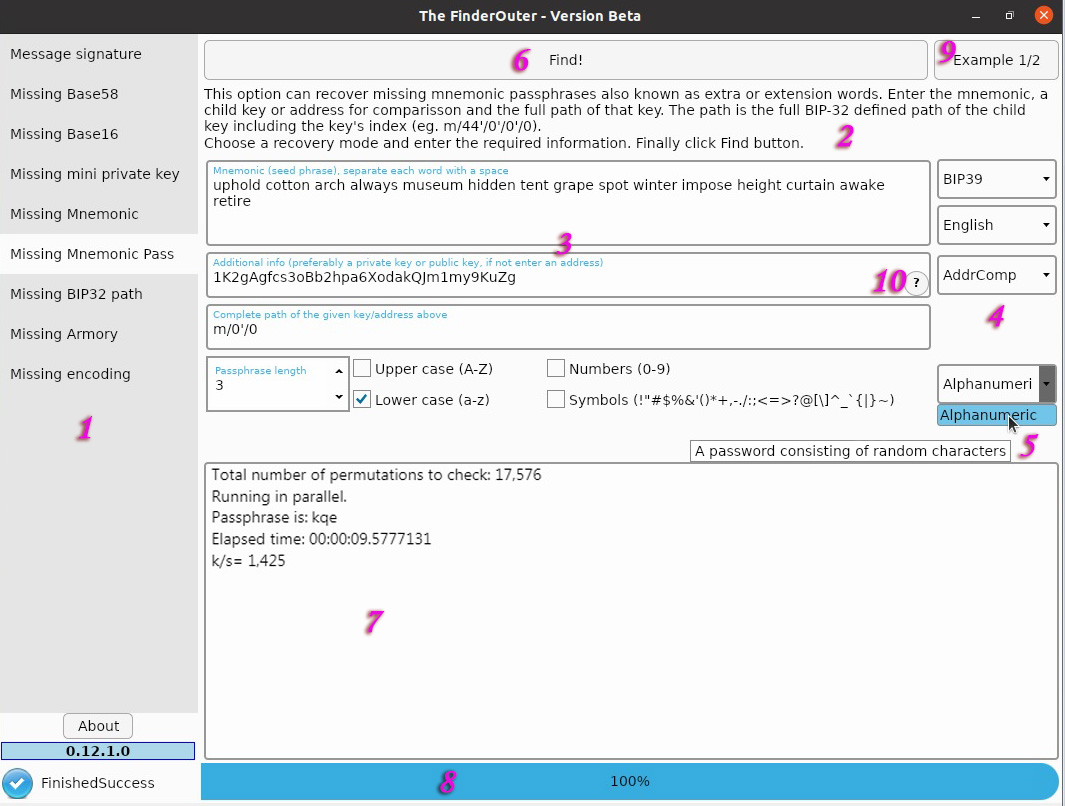 The FinderOuter - Version Beta
Message signature
Missing Base58
Missing Base16
Missing mini private key
Missing Mnemonic
Missing Mnemonic Pass
Missing BIP32 path
Missing Armory
Missing encoding
1
About
0.12.1.0
FinishedSuccess
6 Find!
9 Example 1/2
This option can recover missing mnemonic passphrases also known as extra or extension words. Enter the mnemonic, a
child key or address for comparisson and the full path of that key. The path is the full BIP-32 defined path of the child
key including the key's index (eg. m/44'/0'/0'/0).
Choose a recovery mode and enter the required information. Finally click Find button.
2
Mnemonic (seed phrase), separate each word with a space
uphold cotton arch always museum hidden tent grape spot winter impose height curtain awake
retire
BIP39
English
3
Additional info (preferably a private key or public key, if not enter an address)
1K2gAgfcs3oBb2hpa6XodakQJm1my9KuZg
10 ?
AddrComp
4
Complete path of the given key/address above
m/0'/0
Passphrase length
3
Upper case (A-Z)
Numbers (0-9)
Lower case (a-z)
Symbols (!"#$%&'()*+,-./:;<=>?@[\]^_`{|}~)
Alphanumeri
Alphanumeric
A password consisting of random characters
5
Total number of permutations to check: 17,576
Running in parallel.
Passphrase is: kqe
Elapsed time: 00:00:09.5777131
k/s= 1,425
7
8
100%